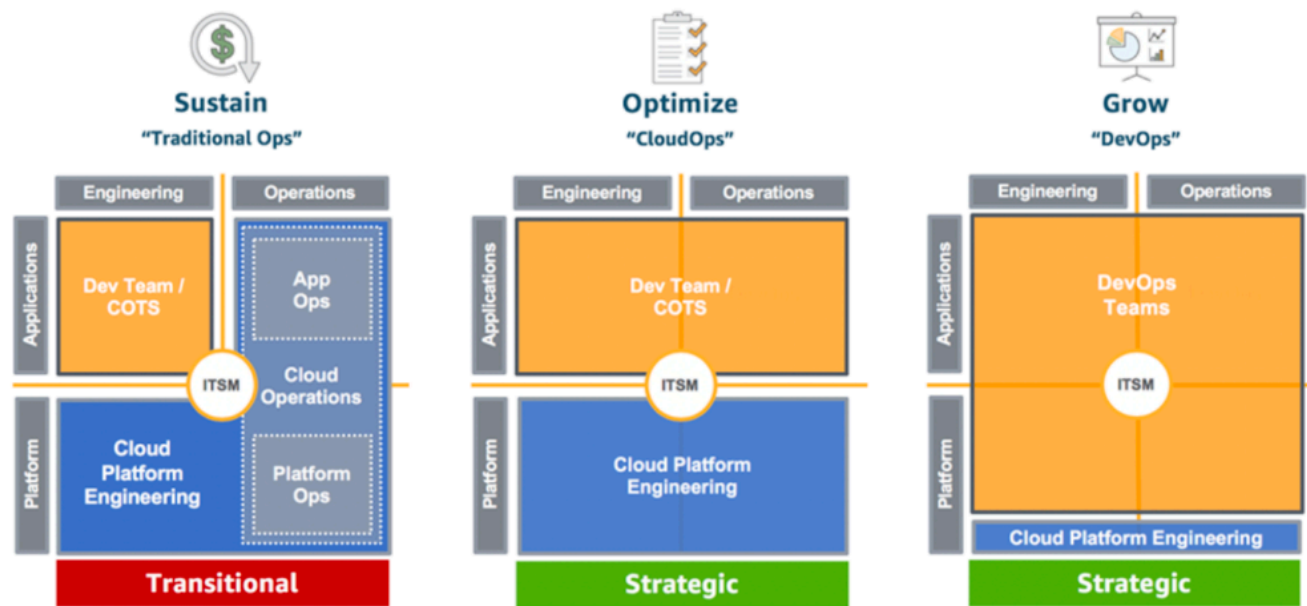 Sustain
"Traditional Ops"
Engineering
Operations
Applications
Dev Team /
COTS
App
Ops
ITSM
Cloud
Operations
Platform
Cloud
Platform
Engineering
Platform
Ops
Transitional
Optimize
"CloudOps"
Engineering
Operations
Applications
Dev Team /
COTS
ITSM
Platform
Cloud Platform
Engineering
Strategic
Grow
"DevOps"
Engineering
Operations
Applications
DevOps
Teams
ITSM
Platform
Cloud Platform Engineering
Strategic
$